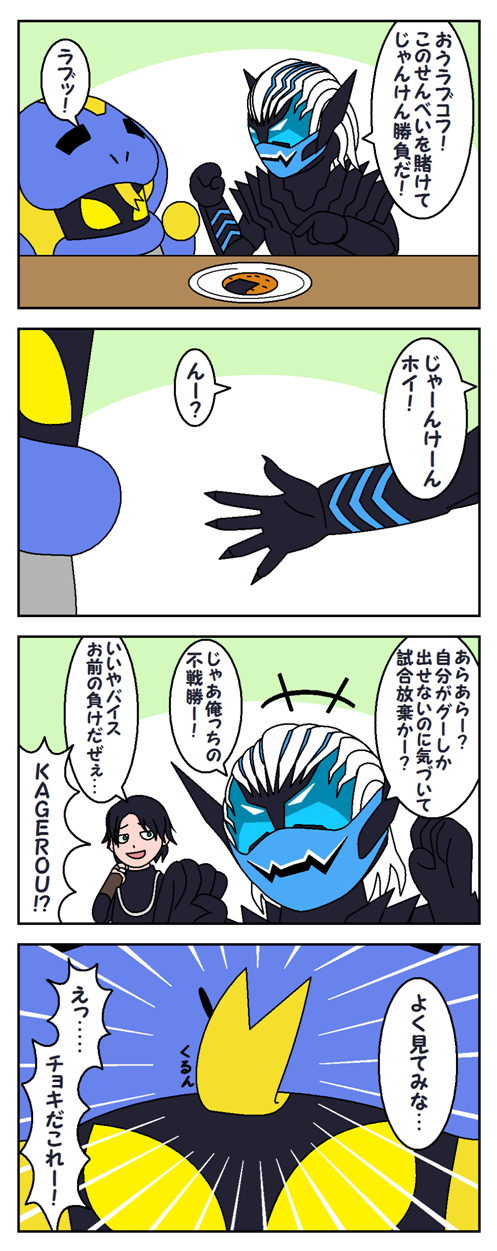 おうラブコフ！
このせんべいを賭けて
じゃんけん勝負だ！
ラブッ！
じゃーんけーん
ホイ！
んー？
あらあらー？
自分がグーしか
出せないのに気づいて
試合放棄かー？
じゃあ俺っちの
不戦勝ー！
いいやバイス
お前の負けだぜぇ…
KAGEROU!?
よく見てみな…
くるん
えっ……
チョキだこれー！